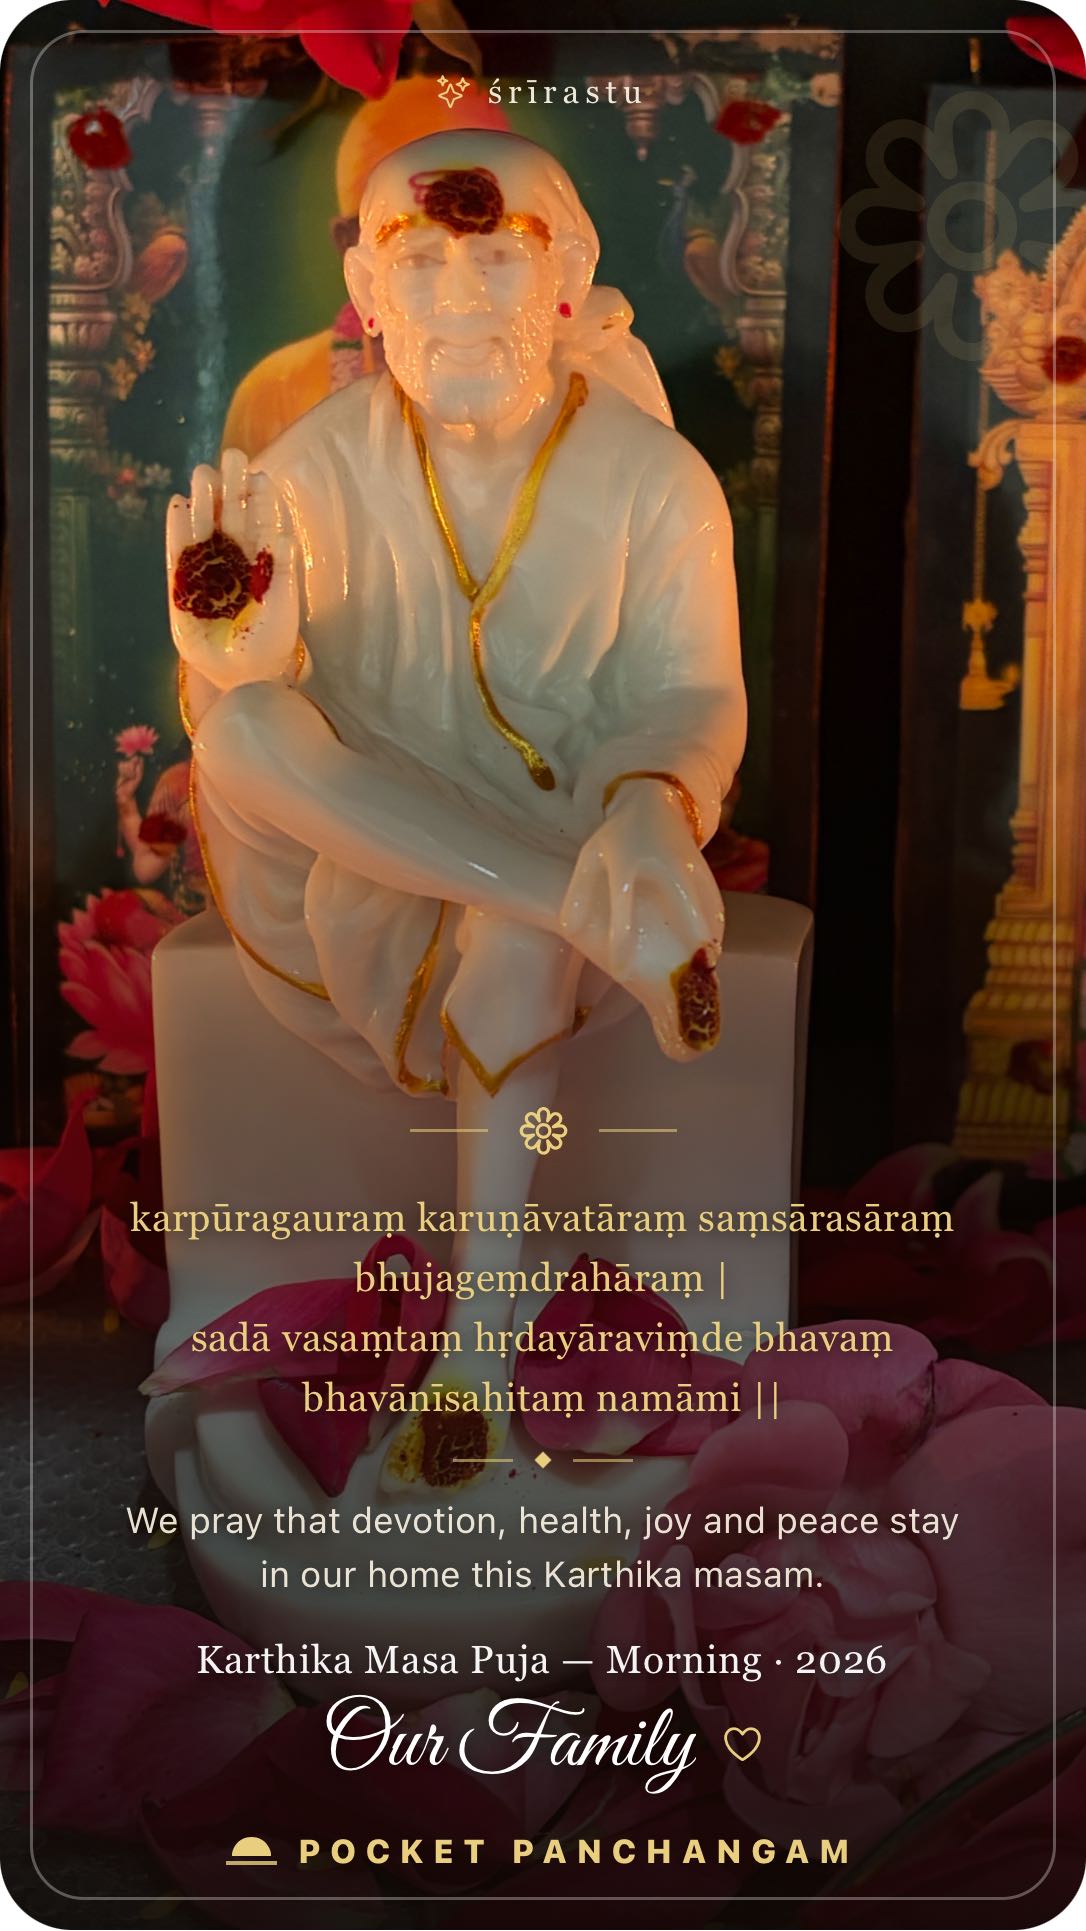 śrīrastu
karpūragauraṃ karuṇāvatāraṃ saṃsārasāraṃ
bhujageṃdrahāraṃ |
sadā vasaṃtaṃ hṛdayāraviṃde bhavaṃ
bhavānīsahitaṃ namāmi ||
We pray that devotion, health, joy and peace stay
in our home this Karthika masam.
Karthika Masa Puja — Morning · 2026
Our Family
POCKET PANCHANGAM